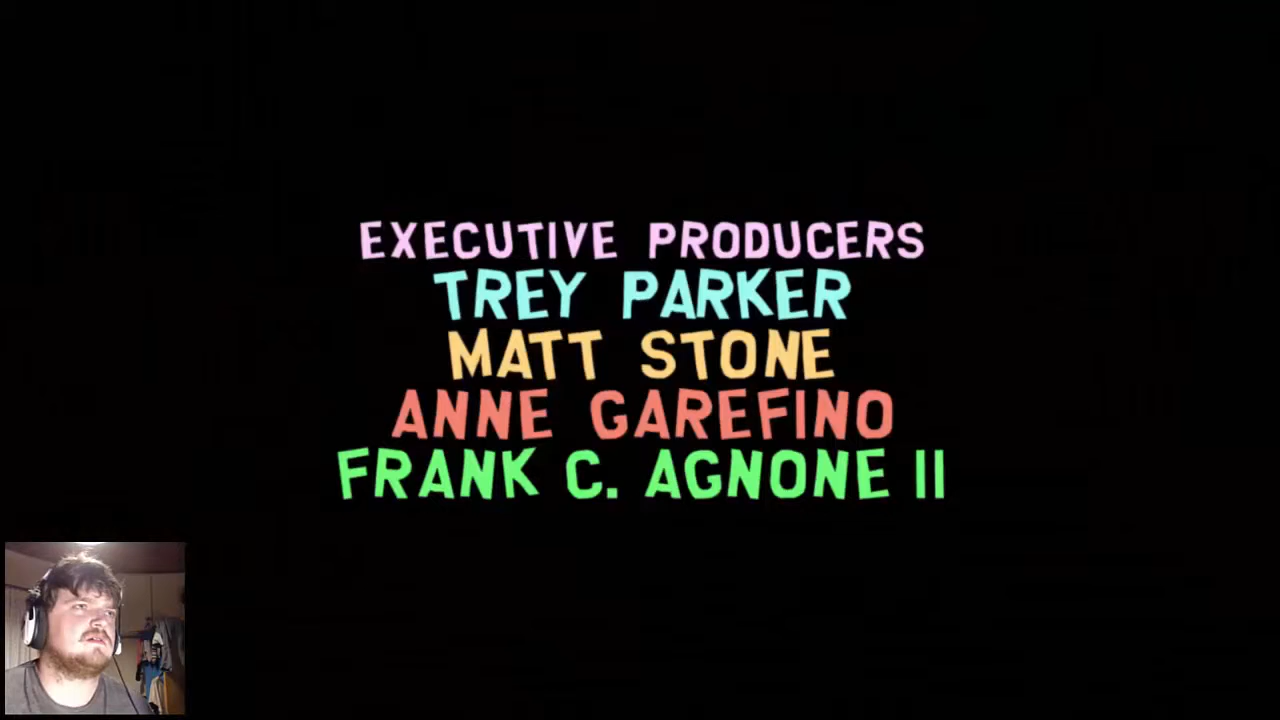 EXECUTIVE PRODUCERS
TREY PARKER
MATT STONE
ANNE GAREFINO
FRANK C. AGNONE II